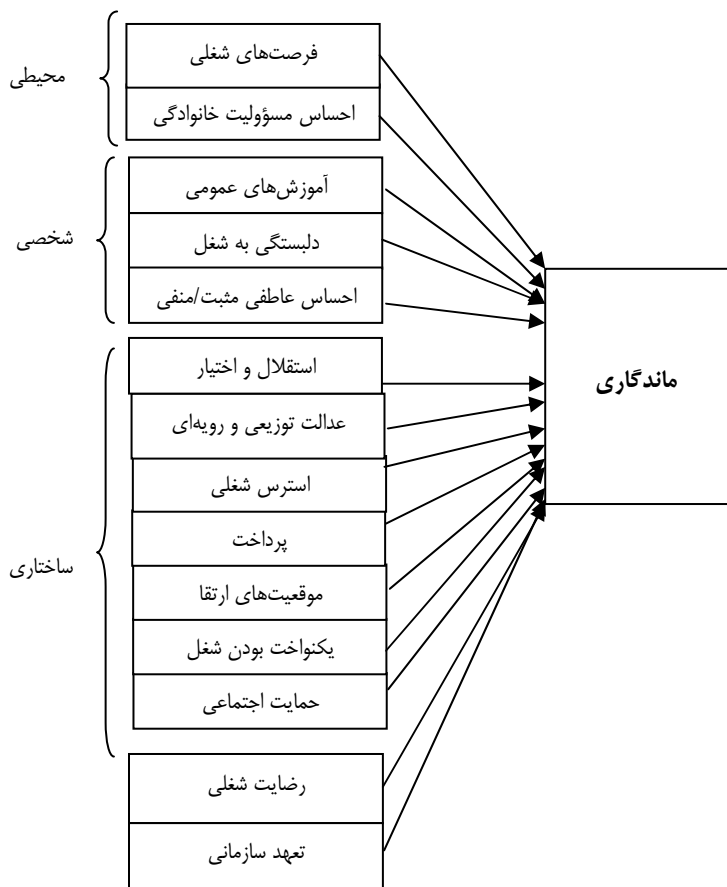 محیطی
فرصت‌های شغلی
احساس مسؤولیت خانوادگی
شخصی
آموزش‌های عمومی
دلبستگی به شغل
احساس عاطفی مثبت/منفی
ساختاری
استقلال و اختیار
عدالت توزیعی و رویه‌ای
استرس شغلی
پرداخت
موقعیت‌های ارتقا
یکنواخت بودن شغل
حمایت اجتماعی
رضایت شغلی
تعهد سازمانی
ماندگاری